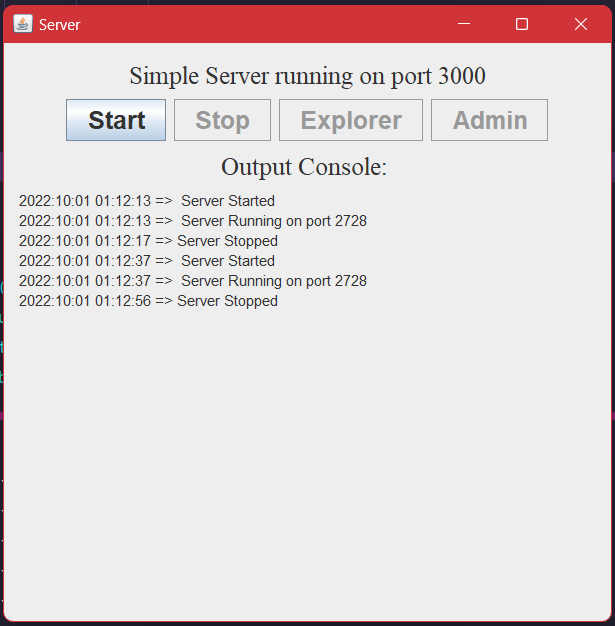 Server
Simple Server running on port 3000
Start Stop Explorer Admin
Output Console:
2022:10:01 01:12:13 =>  Server Started
2022:10:01 01:12:13 =>  Server Running on port 2728
2022:10:01 01:12:17 => Server Stopped
2022:10:01 01:12:37 =>  Server Started
2022:10:01 01:12:37 =>  Server Running on port 2728
2022:10:01 01:12:56 => Server Stopped